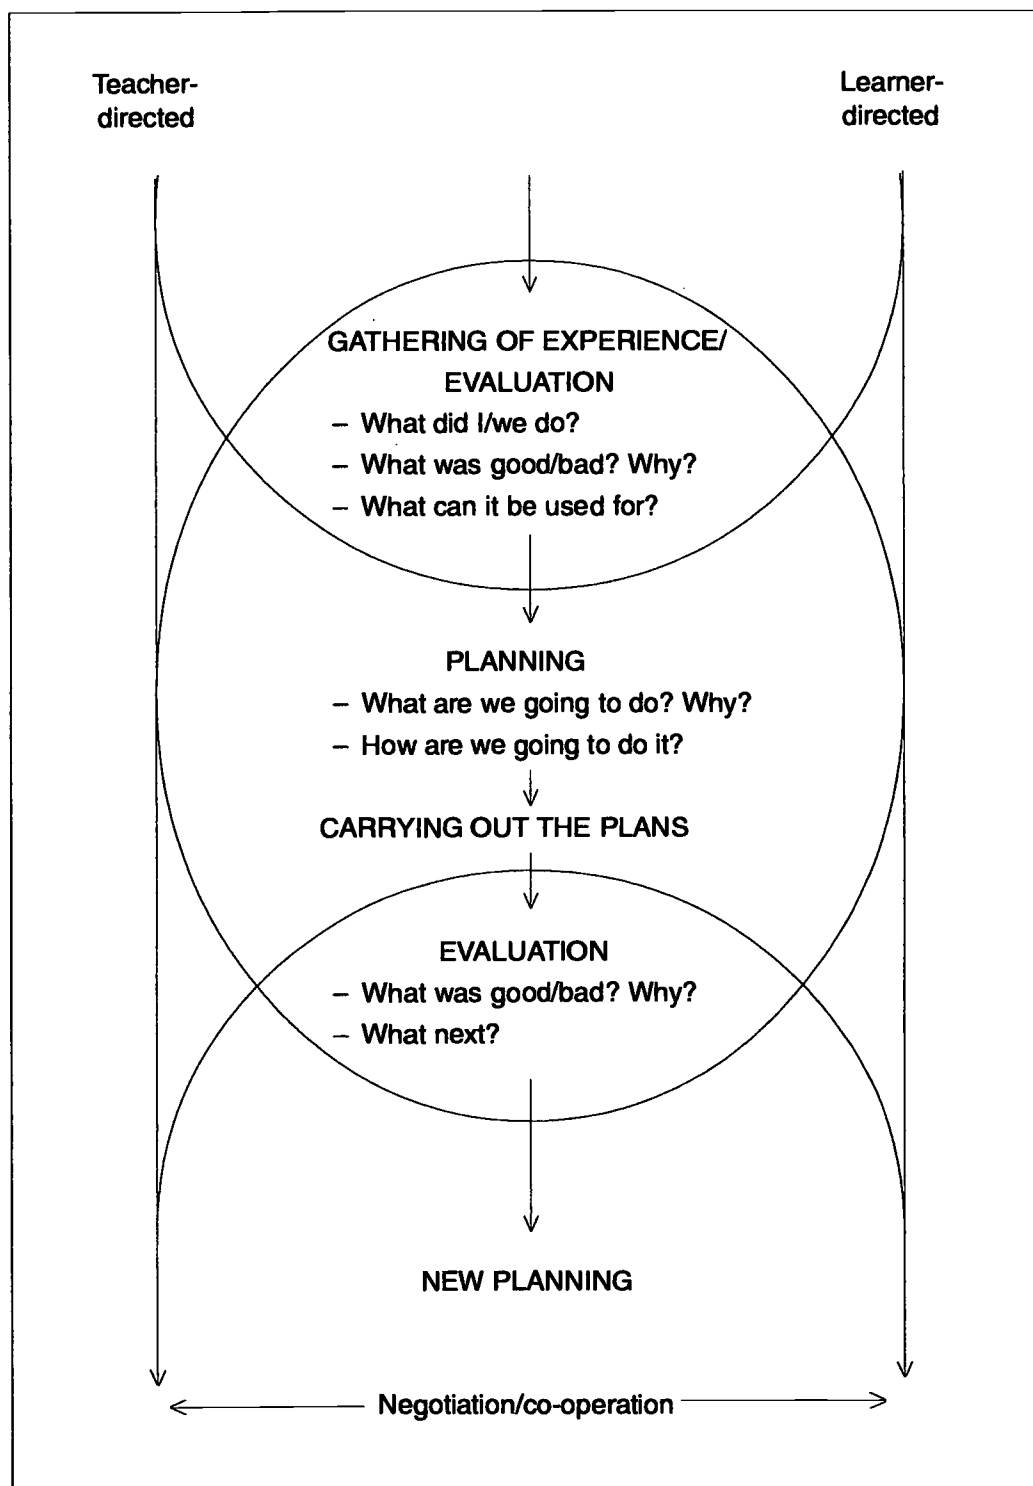 Teacher-
directed
Learner-
directed
GATHERING OF EXPERIENCE/
EVALUATION
– What did I/we do?
– What was good/bad? Why?
– What can it be used for?
PLANNING
– What are we going to do? Why?
– How are we going to do it?
CARRYING OUT THE PLANS
EVALUATION
– What was good/bad? Why?
– What next?
NEW PLANNING
Negotiation/co-operation